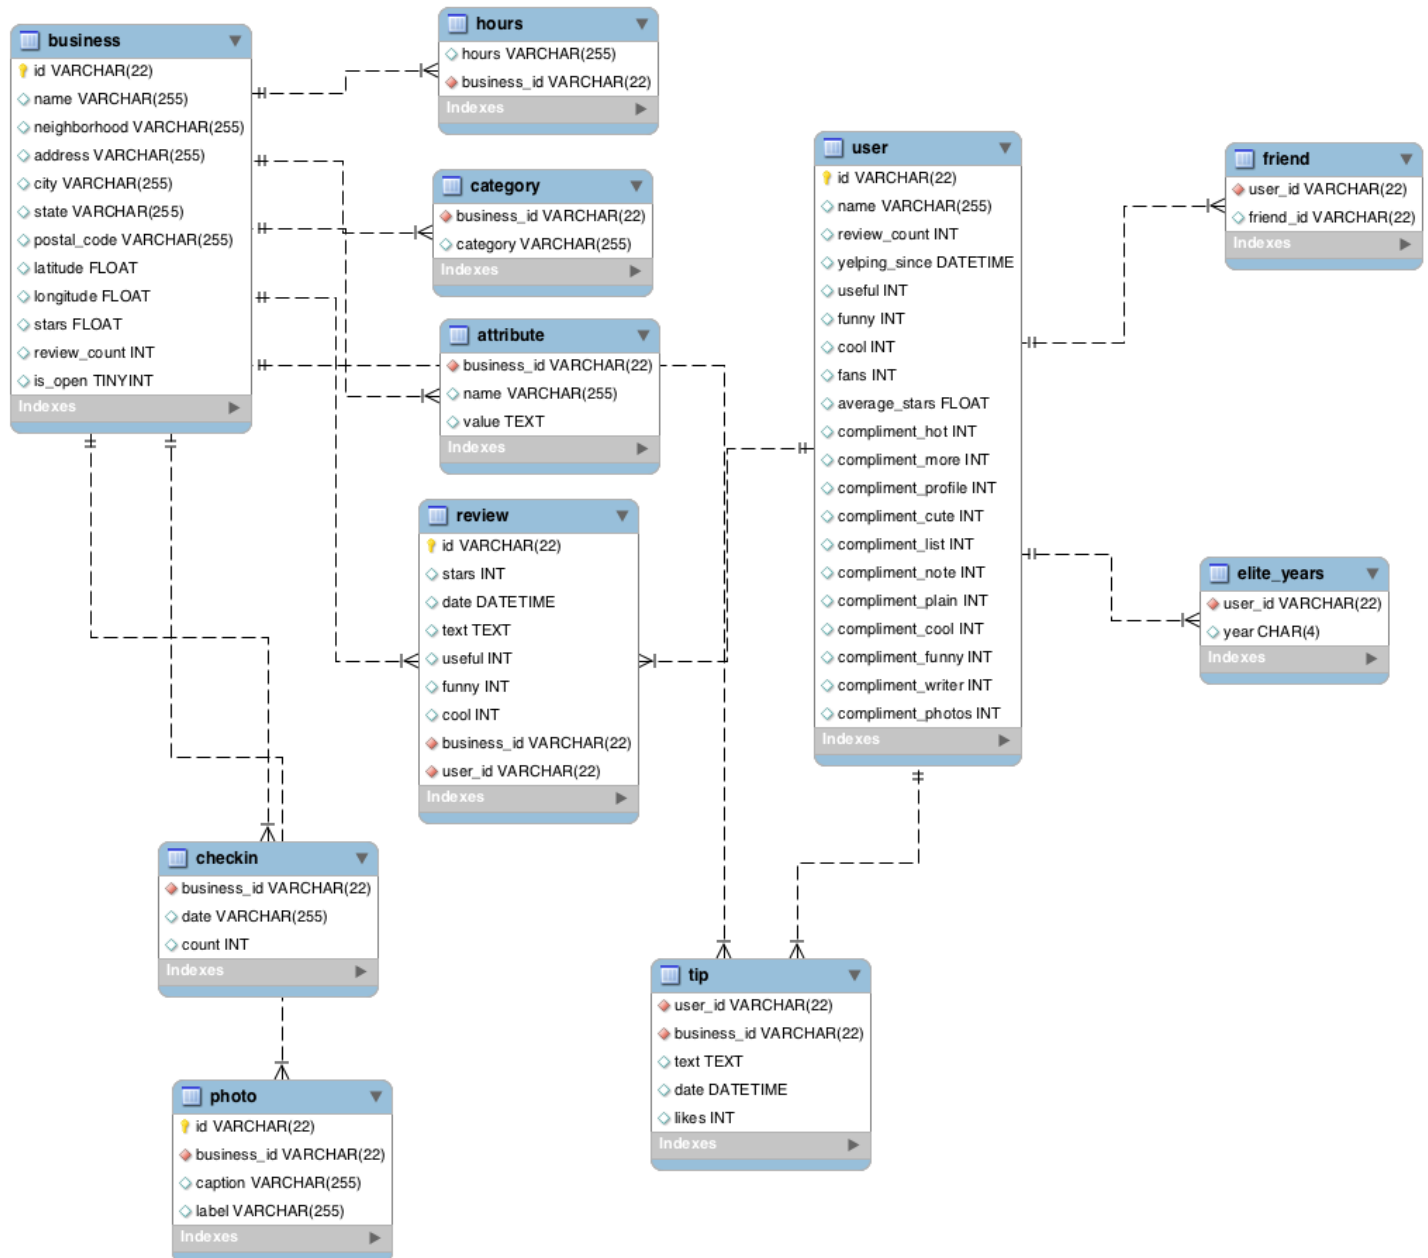 business
id VARCHAR(22)
name VARCHAR(255)
neighborhood VARCHAR(255)
address VARCHAR(255)
city VARCHAR(255)
state VARCHAR(255)
postal_code VARCHAR(255)
latitude FLOAT
longitude FLOAT
stars FLOAT
review_count INT
is_open TINYINT
Indexes
hours
hours VARCHAR(255)
business_id VARCHAR(22)
Indexes
category
business_id VARCHAR(22)
category VARCHAR(255)
Indexes
attribute
business_id VARCHAR(22)
name VARCHAR(255)
value TEXT
Indexes
review
id VARCHAR(22)
stars INT
date DATETIME
text TEXT
useful INT
funny INT
cool INT
business_id VARCHAR(22)
user_id VARCHAR(22)
Indexes
user
id VARCHAR(22)
name VARCHAR(255)
review_count INT
yelping_since DATETIME
useful INT
funny INT
cool INT
fans INT
average_stars FLOAT
compliment_hot INT
compliment_more INT
compliment_profile INT
compliment_cute INT
compliment_list INT
compliment_note INT
compliment_plain INT
compliment_cool INT
compliment_funny INT
compliment_writer INT
compliment_photos INT
Indexes
friend
user_id VARCHAR(22)
friend_id VARCHAR(22)
Indexes
elite_years
user_id VARCHAR(22)
year CHAR(4)
Indexes
checkin
business_id VARCHAR(22)
date VARCHAR(255)
count INT
Indexes
tip
user_id VARCHAR(22)
business_id VARCHAR(22)
text TEXT
date DATETIME
likes INT
Indexes
photo
id VARCHAR(22)
business_id VARCHAR(22)
caption VARCHAR(255)
label VARCHAR(255)
Indexes